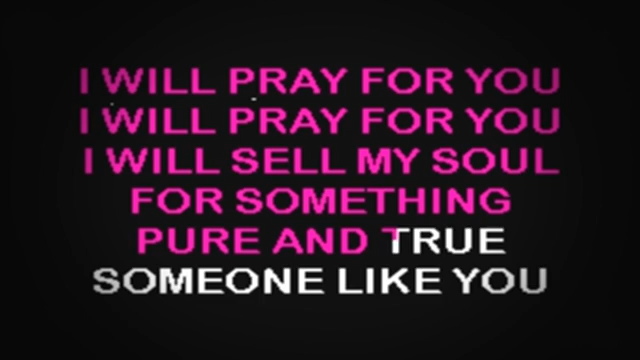 I WILL PRAY FOR YOU
I WILL PRAY FOR YOU
I WILL SELL MY SOUL
FOR SOMETHING
PURE AND TRUE
SOMEONE LIKE YOU